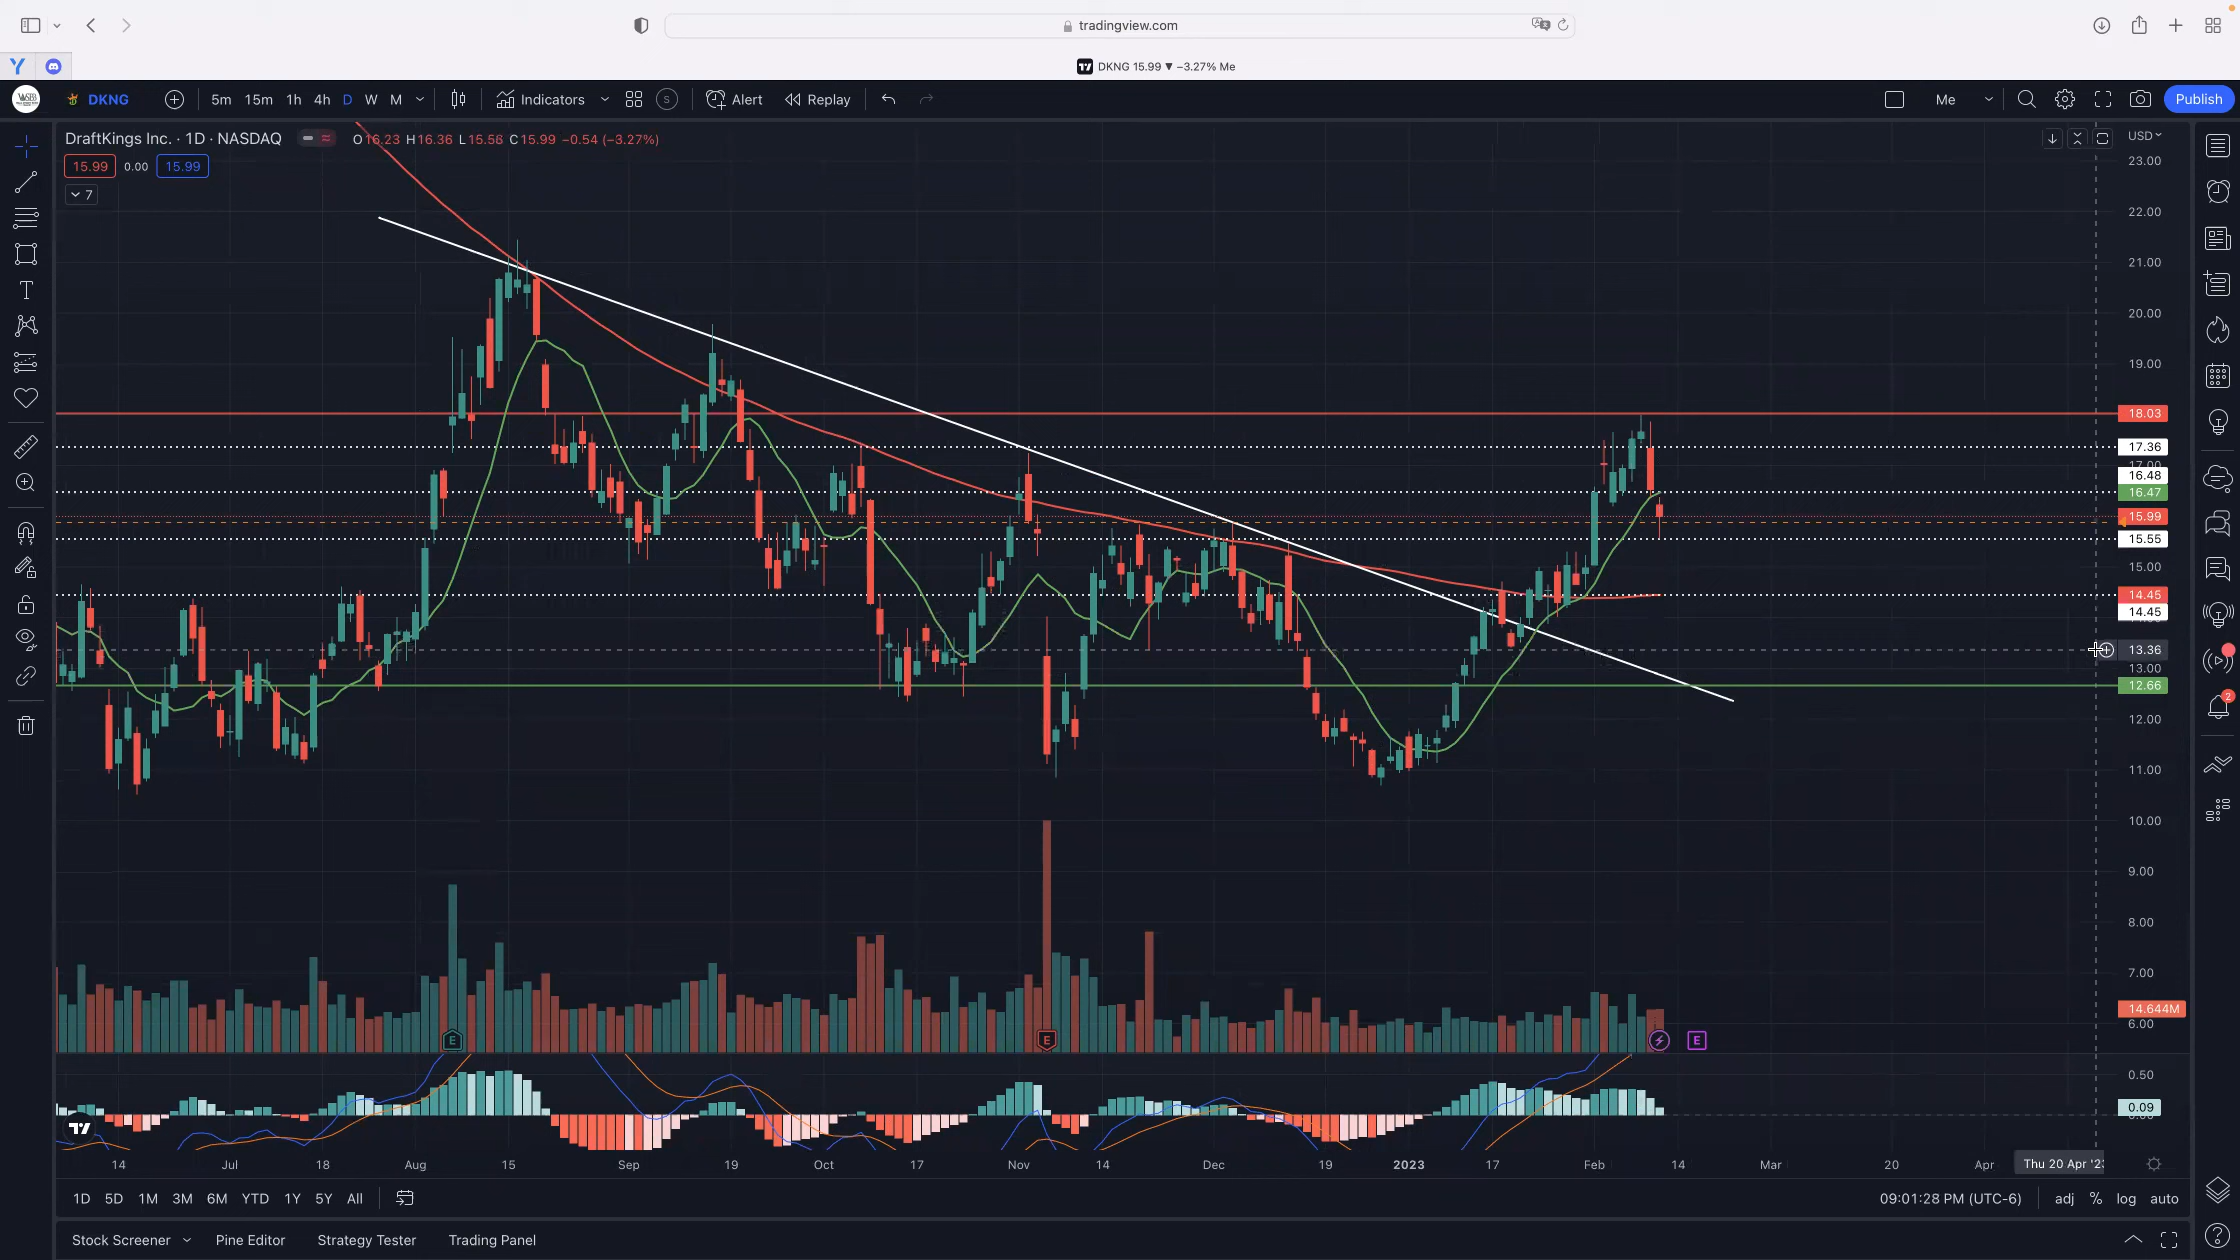 tradingview.com
DKNG 15.99 ▼ −3.27% Me
DKNG 5m 15m 1h 4h D W M Indicators S Alert Replay Me Publish
DraftKings Inc. · 1D · NASDAQ O16.23 H16.36 L15.56 C15.99 −0.54 (−3.27%) USD
15.99 0.00 15.99
7
23.00
22.00
21.00
20.00
19.00
18.03
17.36
17.00
16.48
16.47
15.99
15.55
15.00
14.45
14.45
13.36
13.00
12.66
12.00
11.00
10.00
9.00
8.00
7.00
14.644M
6.00
E E E
0.50
0.09
14 Jul 18 Aug 15 Sep 19 Oct 17 Nov 14 Dec 19 2023 17 Feb 14 Mar 20 Apr Thu 20 Apr '23
1D 5D 1M 3M 6M YTD 1Y 5Y All 09:01:28 PM (UTC-6) adj % log auto
Stock Screener Pine Editor Strategy Tester Trading Panel